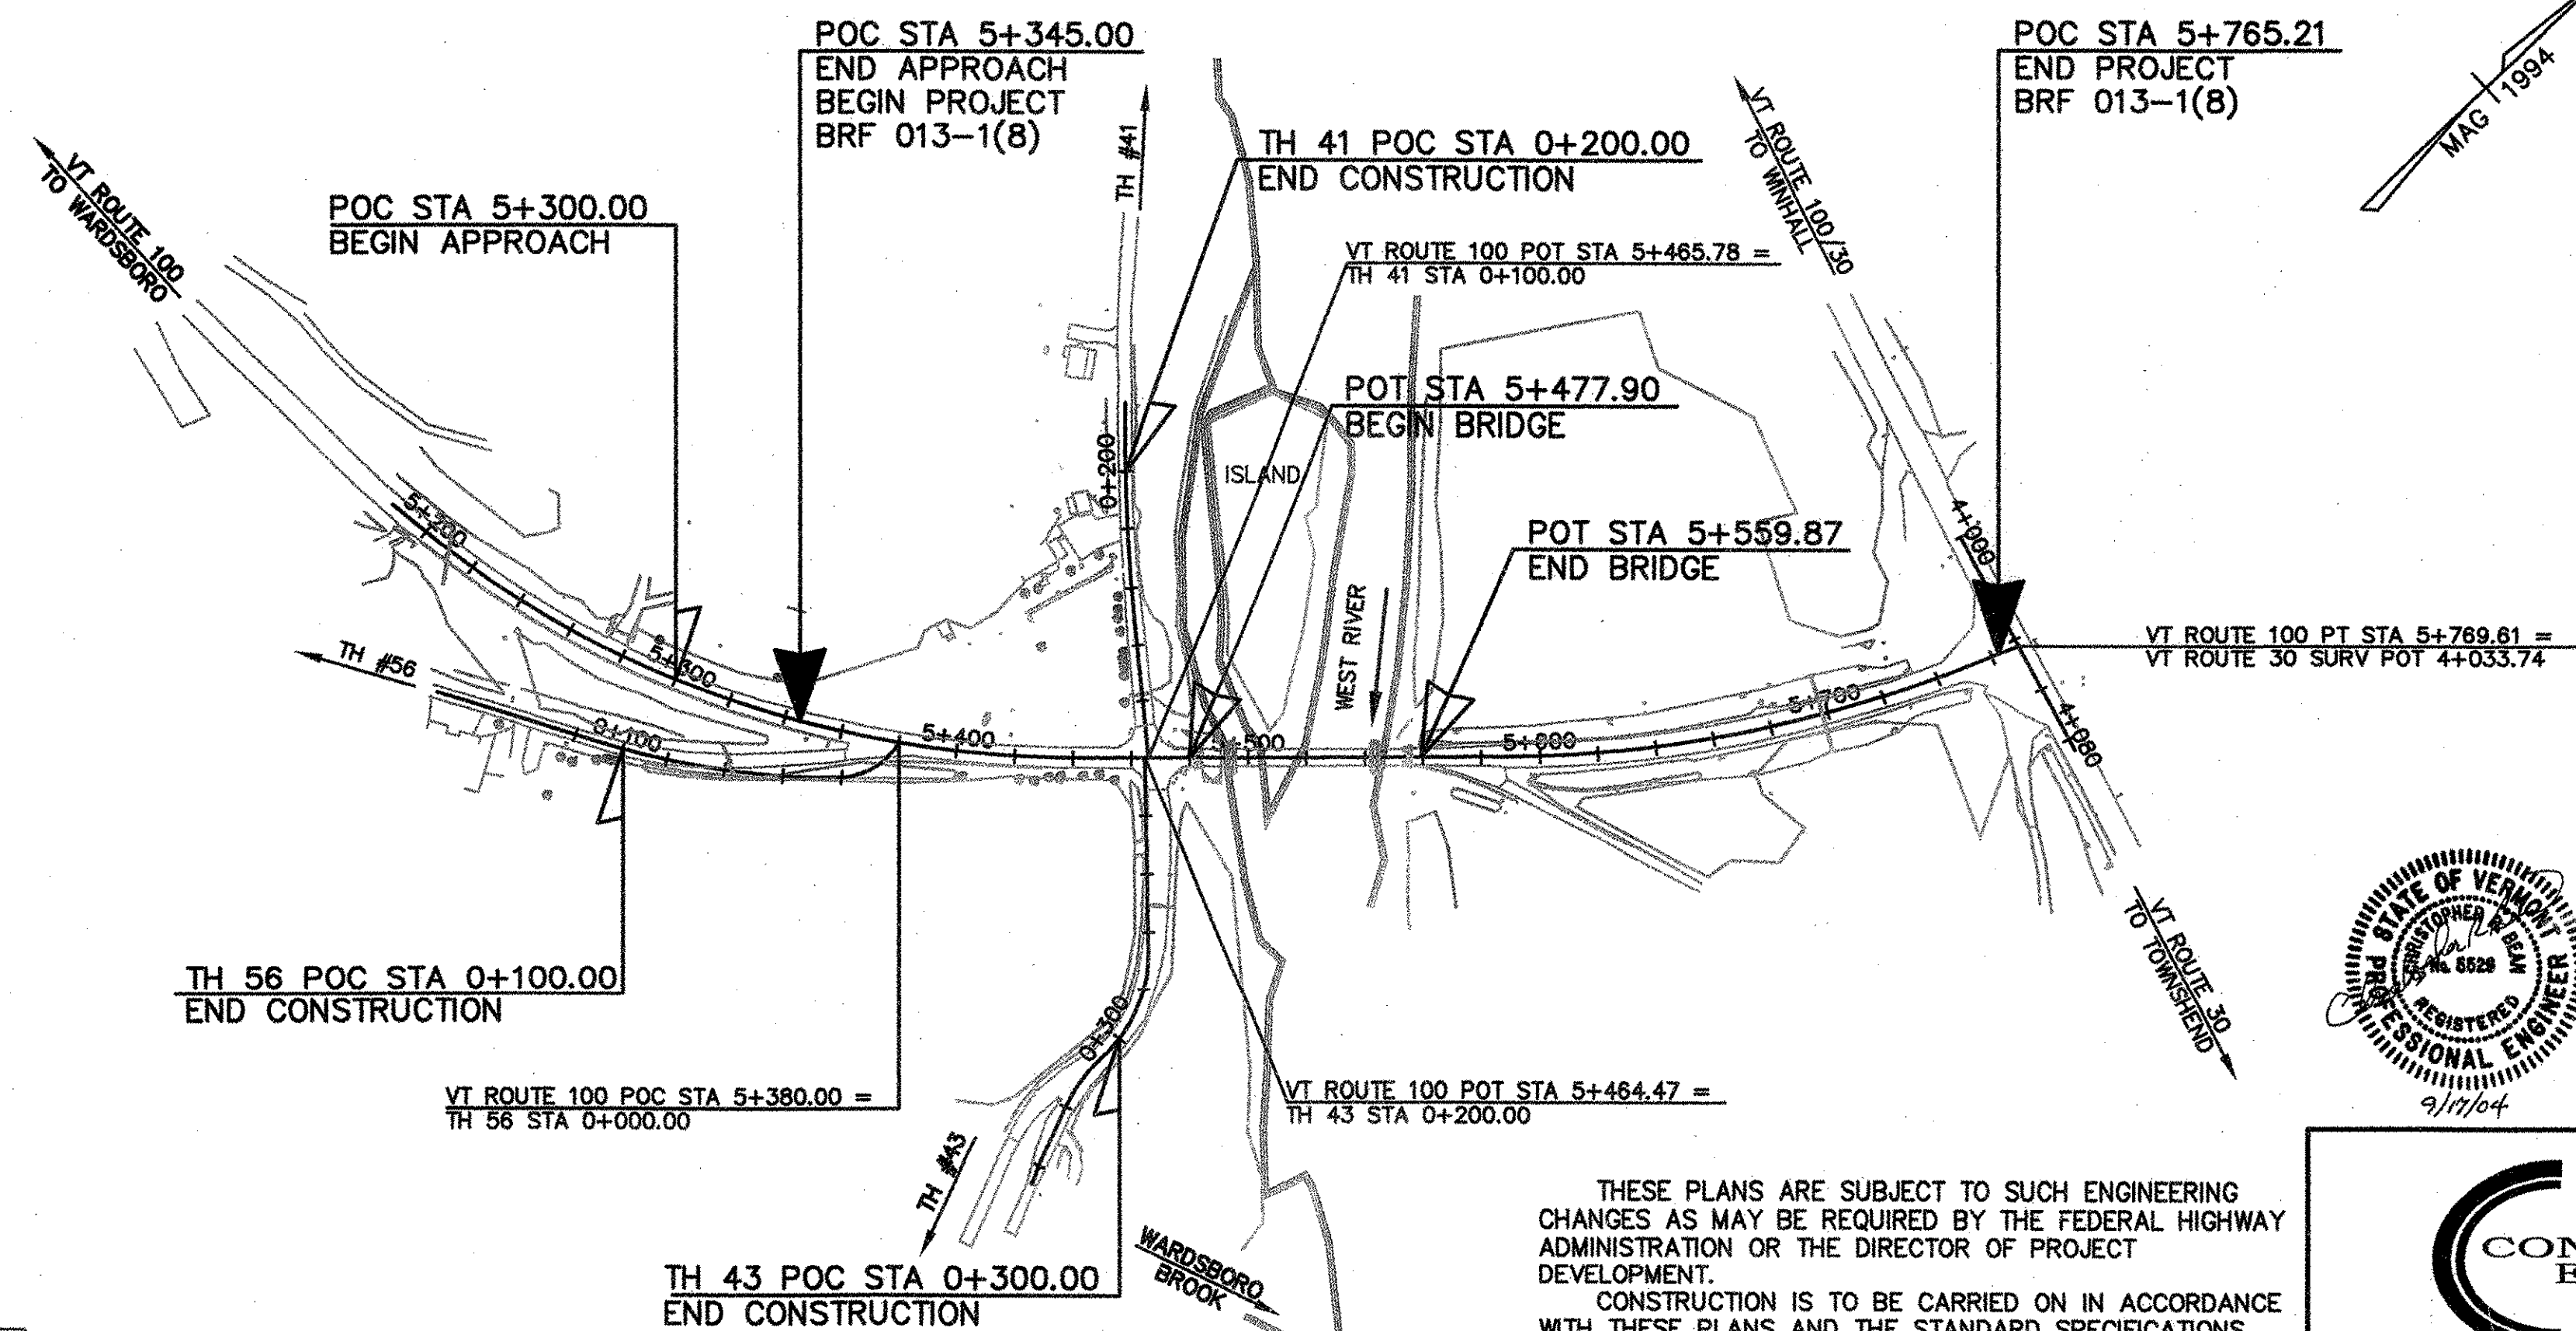 POC STA 5+345.00
END APPROACH
BEGIN PROJECT
BRF 013-1(8)
POC STA 5+765.21
END PROJECT
BRF 013-1(8)
MAG 1994
VT ROUTE 100
TO WARDSBORO
POC STA 5+300.00
BEGIN APPROACH
TH #41
TH 41 POC STA 0+200.00
END CONSTRUCTION
VT ROUTE 100/30
TO WINHALL
VT ROUTE 100 POT STA 5+465.78 =
TH 41 STA 0+100.00
POT STA 5+477.90
BEGIN BRIDGE
0+200
ISLAND
POT STA 5+559.87
END BRIDGE
5+200
4+000
WEST RIVER
TH #56
5+300
VT ROUTE 100 PT STA 5+769.61 =
VT ROUTE 30 SURV POT 4+033.74
0+100
5+400
5+500
5+600
5+700
4+080
TH 56 POC STA 0+100.00
END CONSTRUCTION
0+300
VT ROUTE 100 POC STA 5+380.00 =
TH 56 STA 0+000.00
VT ROUTE 100 POT STA 5+464.47 =
TH 43 STA 0+200.00
VT ROUTE 30
TO TOWNSHEND
STATE OF VERMONT
CHRISTOPHER R. BEAN
No. 5529
REGISTERED
PROFESSIONAL ENGINEER
9/17/04
TH #43
TH 43 POC STA 0+300.00
END CONSTRUCTION
WARDSBORO
BROOK
THESE PLANS ARE SUBJECT TO SUCH ENGINEERING
CHANGES AS MAY BE REQUIRED BY THE FEDERAL HIGHWAY
ADMINISTRATION OR THE DIRECTOR OF PROJECT
DEVELOPMENT.
CONSTRUCTION IS TO BE CARRIED ON IN ACCORDANCE
WITH THESE PLANS AND THE STANDARD SPECIFICATIONS
CON
E